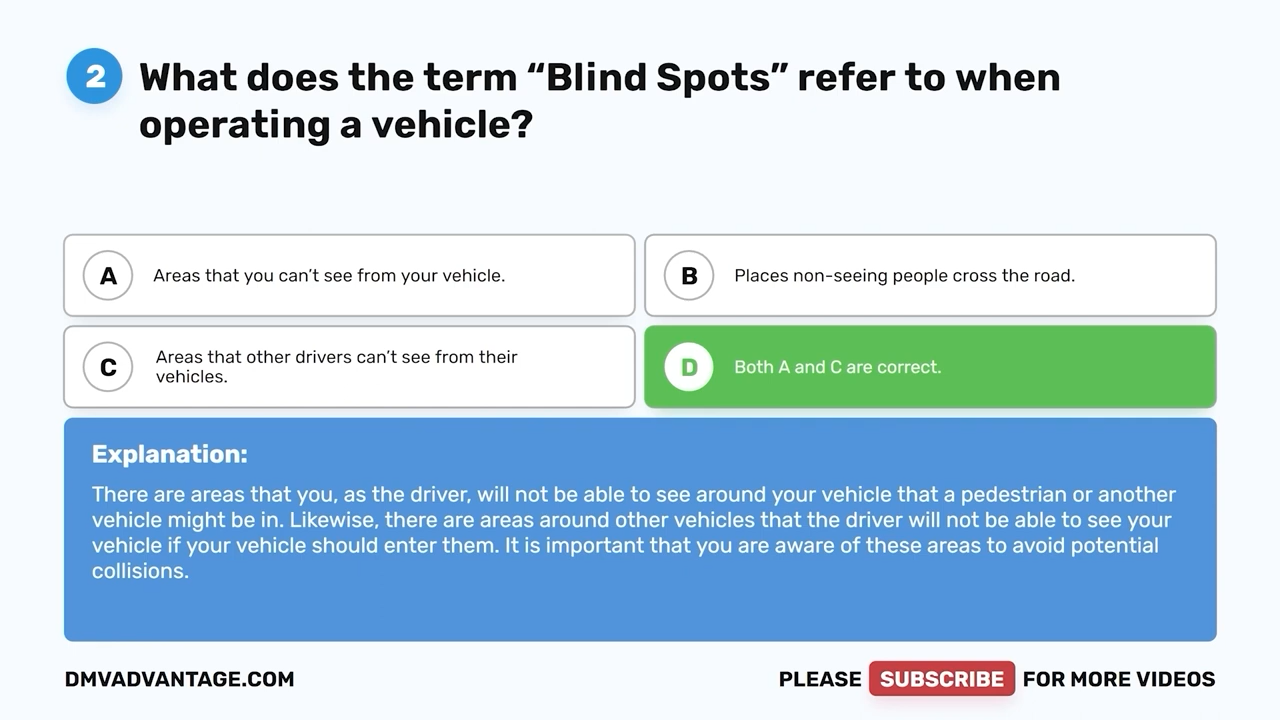 2
What does the term “Blind Spots” refer to when
operating a vehicle?
A
Areas that you can’t see from your vehicle.
B
Places non-seeing people cross the road.
C
Areas that other drivers can’t see from their
vehicles.
D
Both A and C are correct.
Explanation:
There are areas that you, as the driver, will not be able to see around your vehicle that a pedestrian or another
vehicle might be in. Likewise, there are areas around other vehicles that the driver will not be able to see your
vehicle if your vehicle should enter them. It is important that you are aware of these areas to avoid potential
collisions.
DMVADVANTAGE.COM
PLEASE SUBSCRIBE FOR MORE VIDEOS